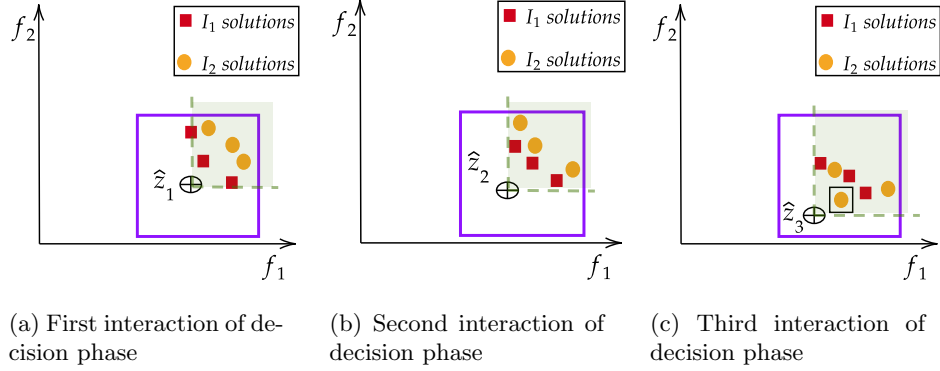 f₂
I₁ solutions
I₂ solutions
ẑ₁
f₁
f₂
I₁ solutions
I₂ solutions
ẑ₂
f₁
f₂
I₁ solutions
I₂ solutions
ẑ₃
f₁
(a) First interaction of de-
cision phase
(b) Second interaction of
decision phase
(c) Third interaction of
decision phase